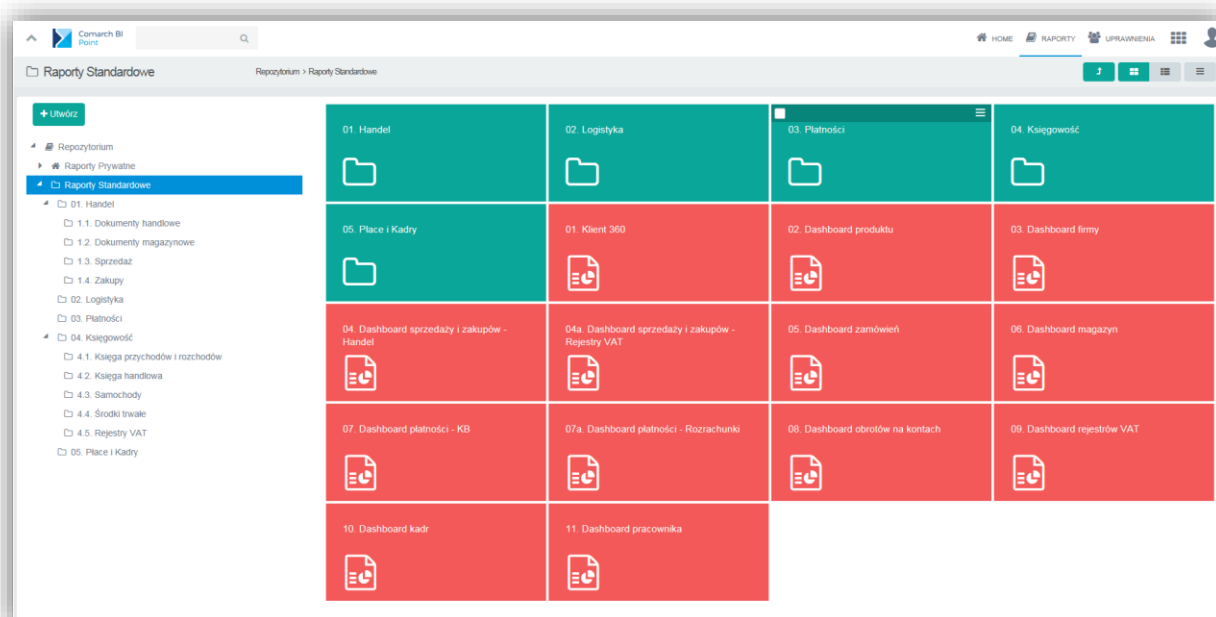 Comarch BI
Point
HOME
RAPORTY
UPRAWNIENIA
Raporty Standardowe
Repozytorium > Raporty Standardowe
+ Utwórz
Repozytorium
Raporty Prywatne
Raporty Standardowe
01. Handel
1.1. Dokumenty handlowe
1.2. Dokumenty magazynowe
1.3. Sprzedaż
1.4. Zakupy
02. Logistyka
03. Płatności
04. Księgowość
4.1. Księga przychodów i rozchodów
4.2. Księga handlowa
4.3. Samochody
4.4. Środki trwałe
4.5. Rejestry VAT
05. Płace i Kadry
01. Handel
02. Logistyka
03. Płatności
04. Księgowość
05. Płace i Kadry
01. Klient 360
02. Dashboard produktu
03. Dashboard firmy
04. Dashboard sprzedaży i zakupów -
Handel
04a. Dashboard sprzedaży i zakupów -
Rejestry VAT
05. Dashboard zamówień
06. Dashboard magazyn
07. Dashboard płatności - KB
07a. Dashboard płatności - Rozrachunki
08. Dashboard obrotów na kontach
09. Dashboard rejestrów VAT
10. Dashboard kadr
11. Dashboard pracownika